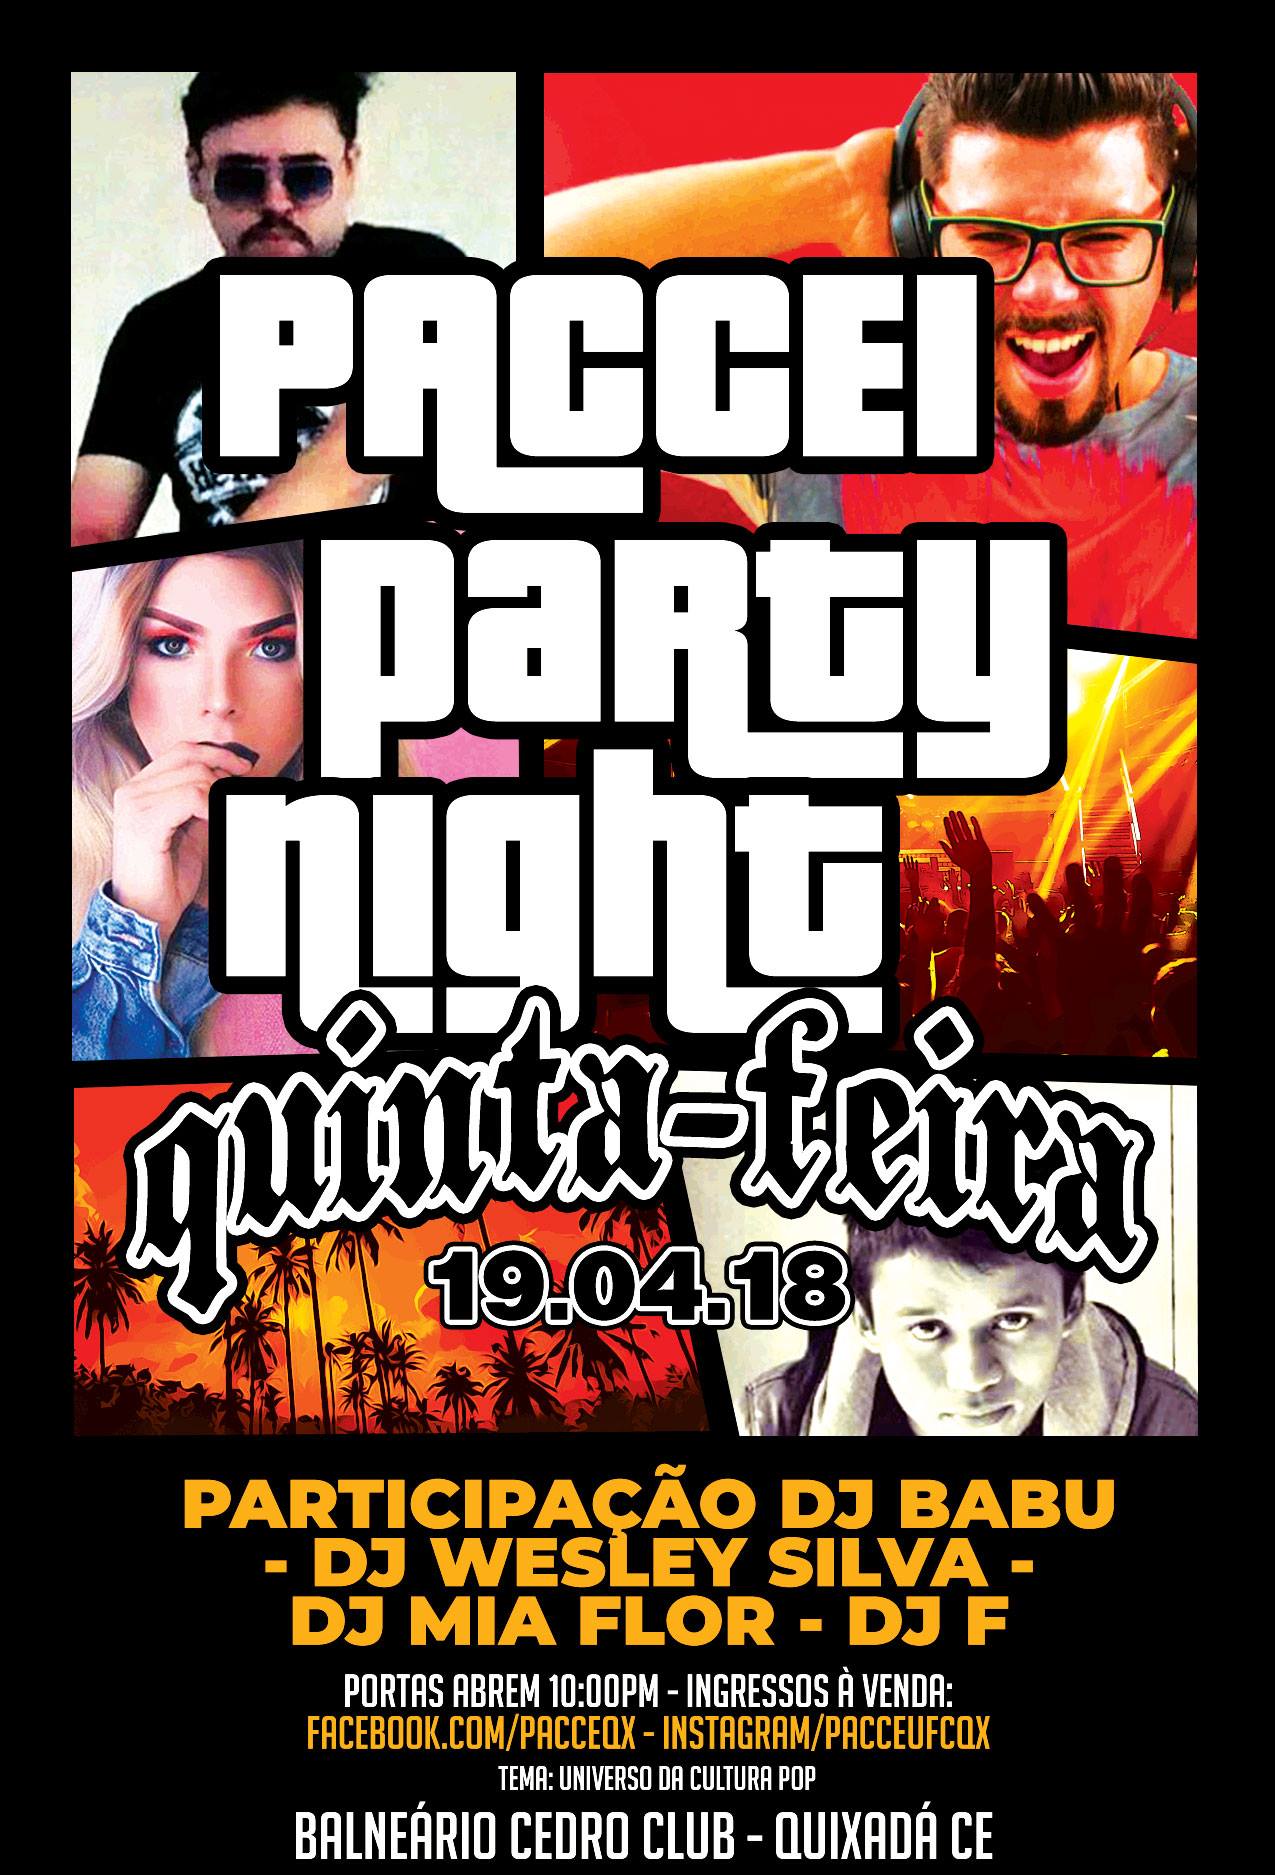 PACCEI
PARTY
NIGHT
quinta-feira
19.04.18
PARTICIPAÇÃO DJ BABU
- DJ WESLEY SILVA -
DJ MIA FLOR - DJ F
PORTAS ABREM 10:00PM - INGRESSOS À VENDA:
FACEBOOK.COM/PACCEQX - INSTAGRAM/PACCEUFCQX
TEMA: UNIVERSO DA CULTURA POP
BALNEÁRIO CEDRO CLUB - QUIXADÁ CE